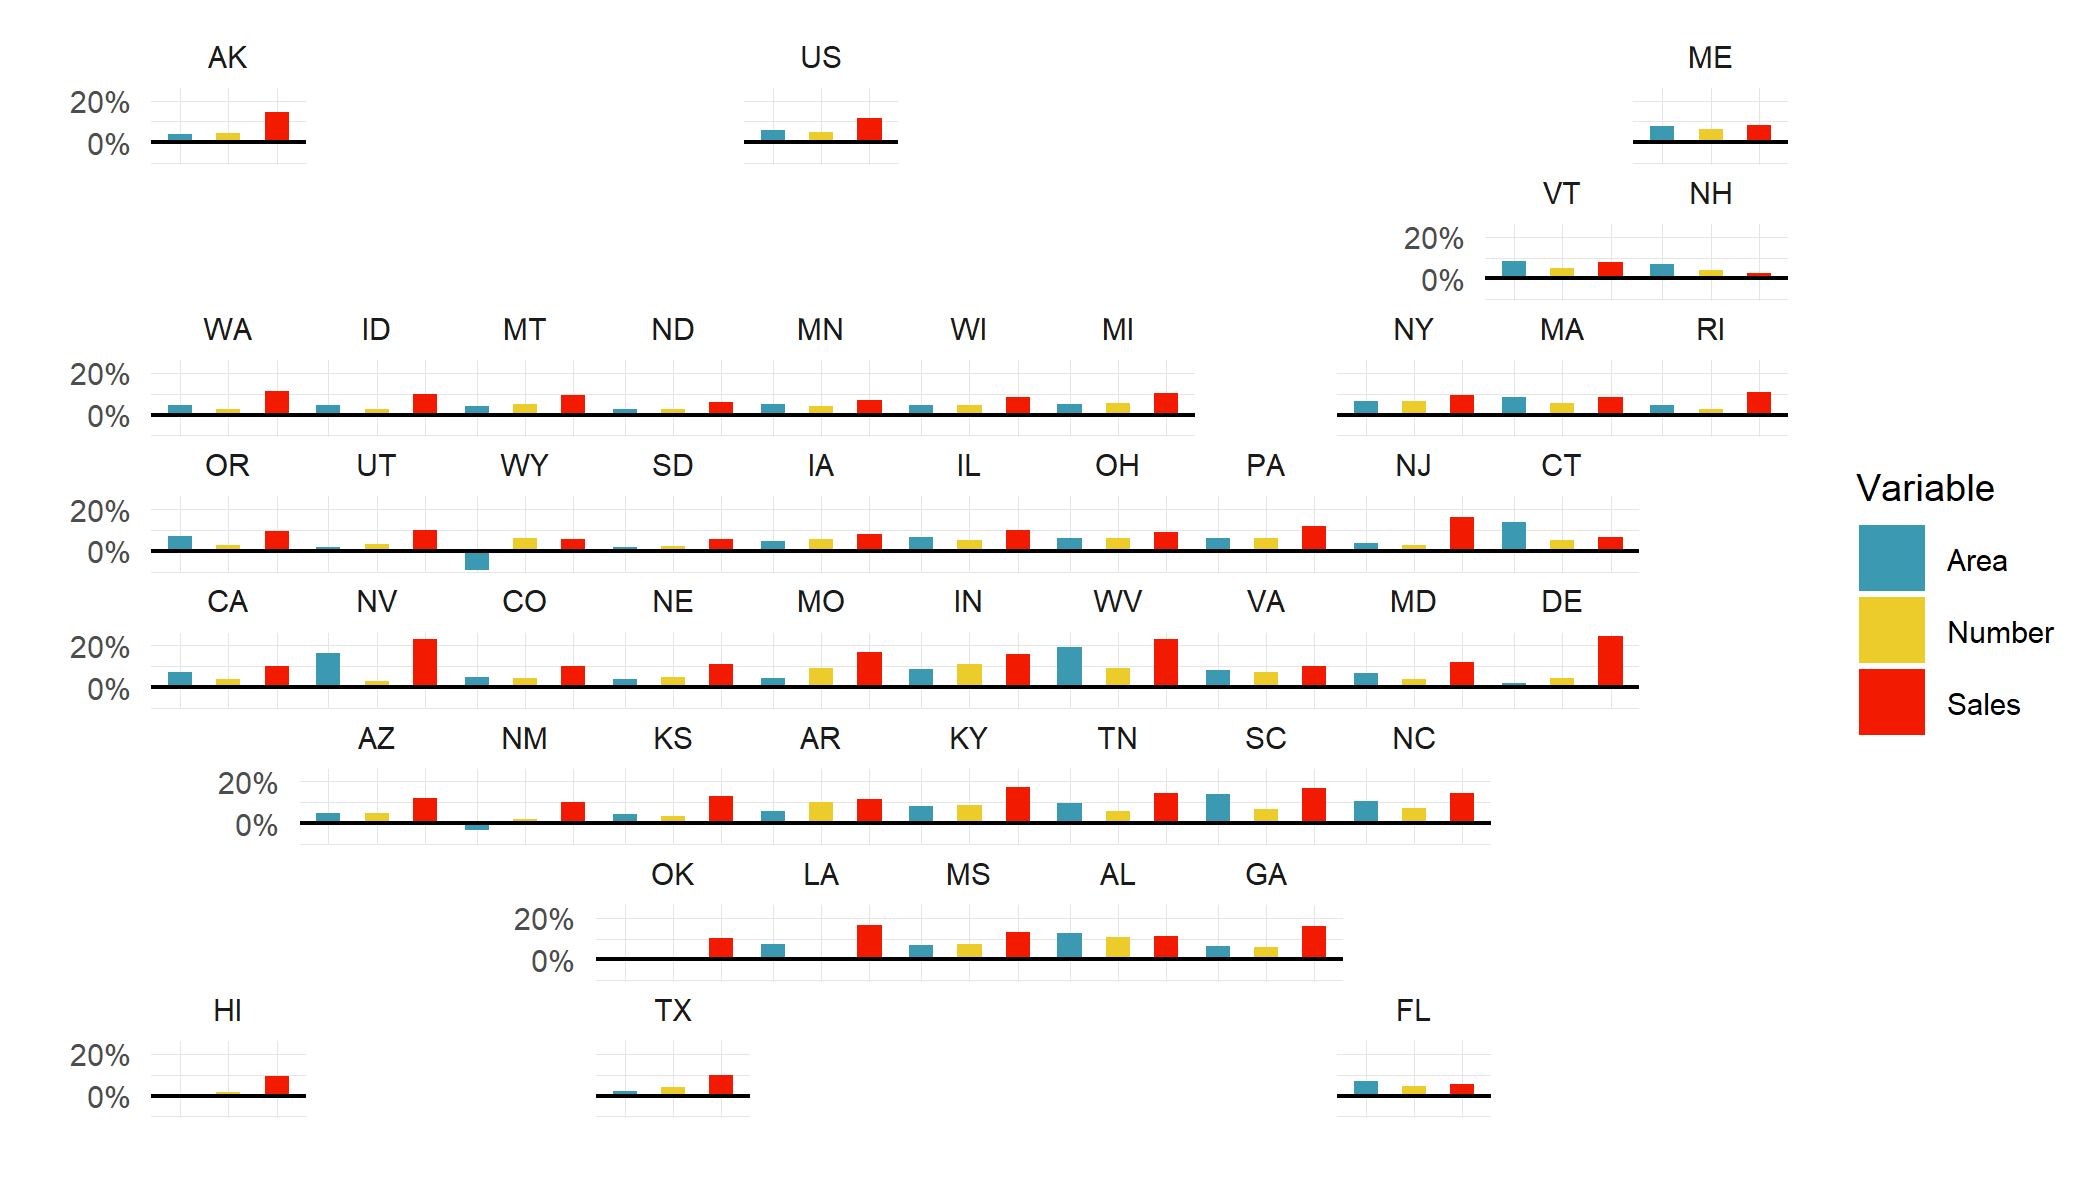 AK US ME
20%
0%
VT NH
20%
0%
WA ID MT ND MN WI MI NY MA RI
20%
0%
OR UT WY SD IA IL OH PA NJ CT
20%
0%
CA NV CO NE MO IN WV VA MD DE
20%
0%
AZ NM KS AR KY TN SC NC
20%
0%
OK LA MS AL GA
20%
0%
HI TX FL
20%
0%
Variable
Area
Number
Sales